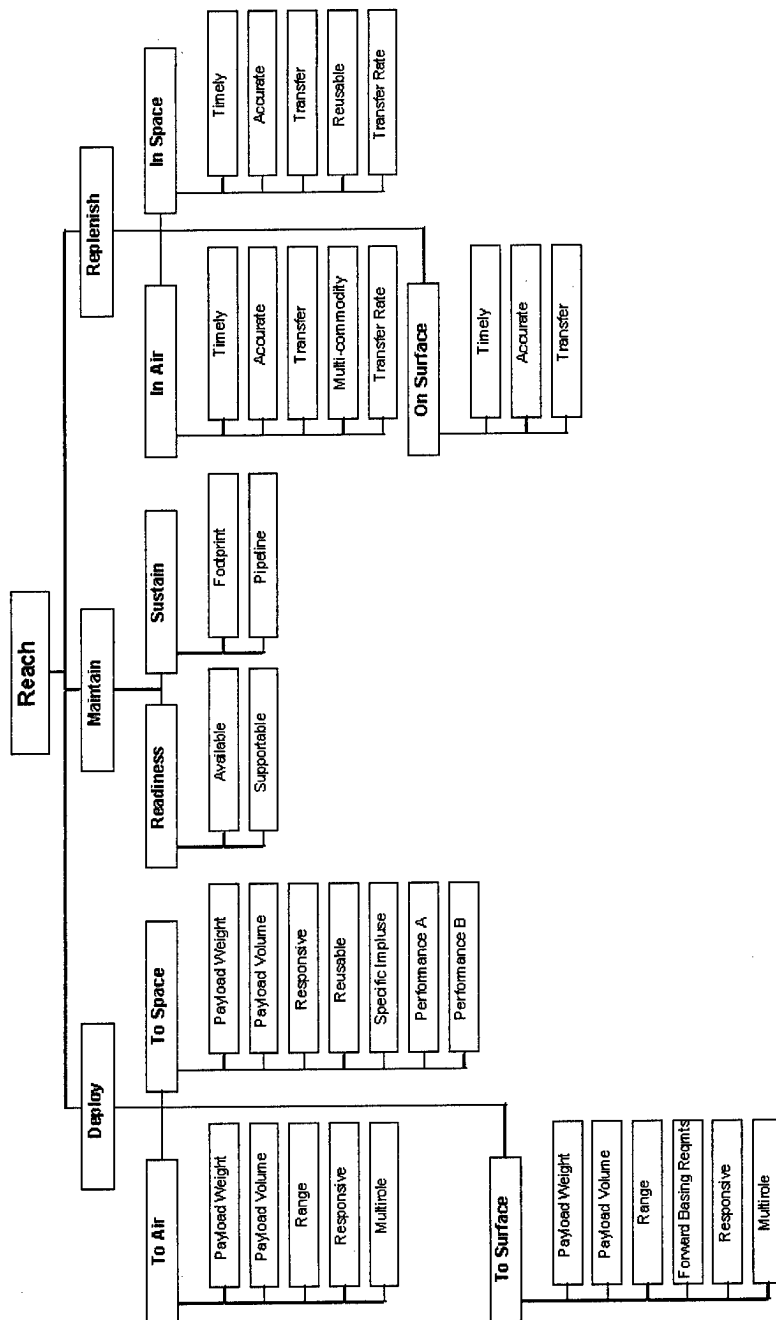 Reach
Deploy
Maintain
Replenish
To Air
Payload Weight
Payload Volume
Range
Responsive
Multirole
To Space
Payload Weight
Payload Volume
Responsive
Reusable
Specific Impluse
Performance A
Performance B
To Surface
Payload Weight
Payload Volume
Range
Forward Basing Reqmts
Responsive
Multirole
Readiness
Available
Supportable
Sustain
Footprint
Pipeline
In Air
Timely
Accurate
Transfer
Multi-commodity
Transfer Rate
In Space
Timely
Accurate
Transfer
Reusable
Transfer Rate
On Surface
Timely
Accurate
Transfer